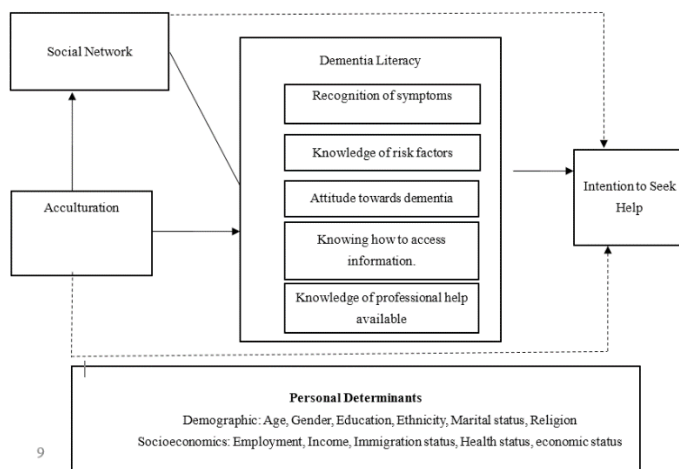 Social Network
Dementia Literacy
Recognition of symptoms
Knowledge of risk factors
Attitude towards dementia
Knowing how to access
information.
Knowledge of professional help
available
Acculturation
Intention to Seek
Help
Personal Determinants
Demographic: Age, Gender, Education, Ethnicity, Marital status, Religion
Socioeconomics: Employment, Income, Immigration status, Health status, economic status
9